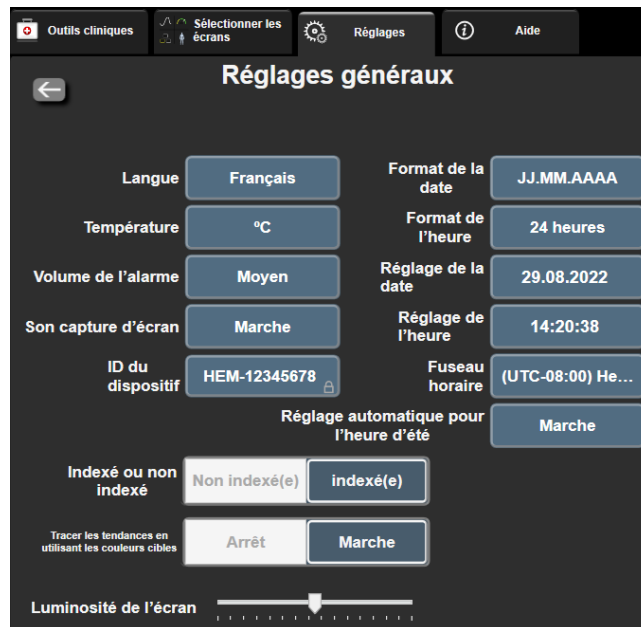 Outils cliniques
Sélectionner les
écrans
Réglages
Aide
Réglages généraux
Langue
Français
Format de la
date
JJ.MM.AAAA
Température
ºC
Format de
l’heure
24 heures
Volume de l’alarme
Moyen
Réglage de la
date
29.08.2022
Son capture d’écran
Marche
Réglage de
l’heure
14:20:38
ID du
dispositif
HEM-12345678
Fuseau
horaire
(UTC-08:00) He...
Réglage automatique pour
l’heure d’été
Marche
Indexé ou non
indexé
Non indexé(e)
indexé(e)
Tracer les tendances en
utilisant les couleurs cibles
Arrêt
Marche
Luminosité de l’écran